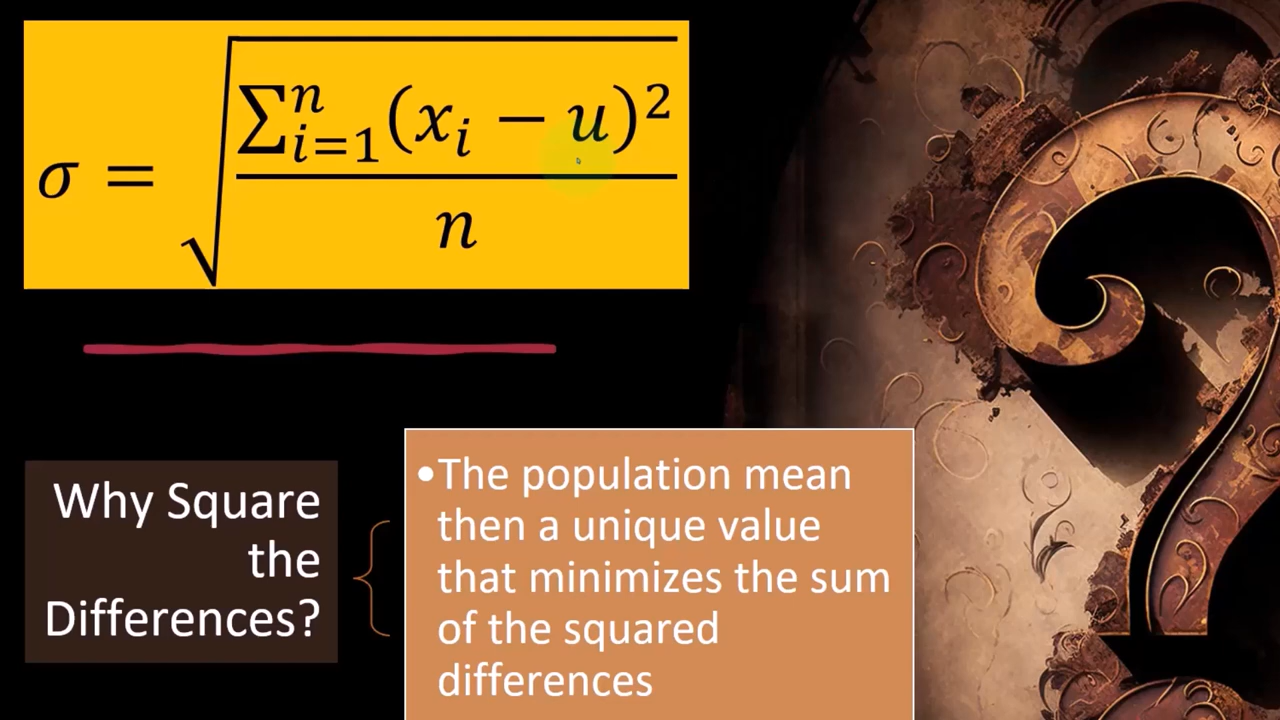 σ = √(∑ⁿᵢ₌₁(xᵢ − u)² / n)
Why Square
the
Differences?
•The population mean
then a unique value
that minimizes the sum
of the squared
differences